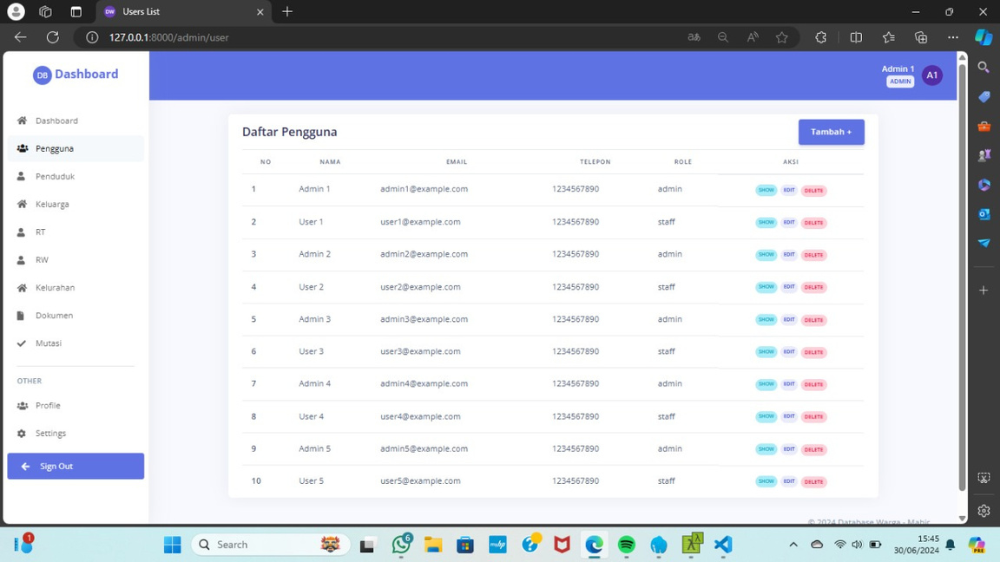 DW Users List
127.0.0.1:8000/admin/user
DB Dashboard
Admin 1
ADMIN
A1
Dashboard
Pengguna
Penduduk
Keluarga
RT
RW
Kelurahan
Dokumen
Mutasi
OTHER
Profile
Settings
Sign Out
Daftar Pengguna
Tambah +
NO NAMA EMAIL TELEPON ROLE AKSI
1 Admin 1 admin1@example.com 1234567890 admin SHOW EDIT DELETE
2 User 1 user1@example.com 1234567890 staff SHOW EDIT DELETE
3 Admin 2 admin2@example.com 1234567890 admin SHOW EDIT DELETE
4 User 2 user2@example.com 1234567890 staff SHOW EDIT DELETE
5 Admin 3 admin3@example.com 1234567890 admin SHOW EDIT DELETE
6 User 3 user3@example.com 1234567890 staff SHOW EDIT DELETE
7 Admin 4 admin4@example.com 1234567890 admin SHOW EDIT DELETE
8 User 4 user4@example.com 1234567890 staff SHOW EDIT DELETE
9 Admin 5 admin5@example.com 1234567890 admin SHOW EDIT DELETE
10 User 5 user5@example.com 1234567890 staff SHOW EDIT DELETE
© 2024 Database Warga -
1
Search
6
myhp
15:45
30/06/2024
PRE